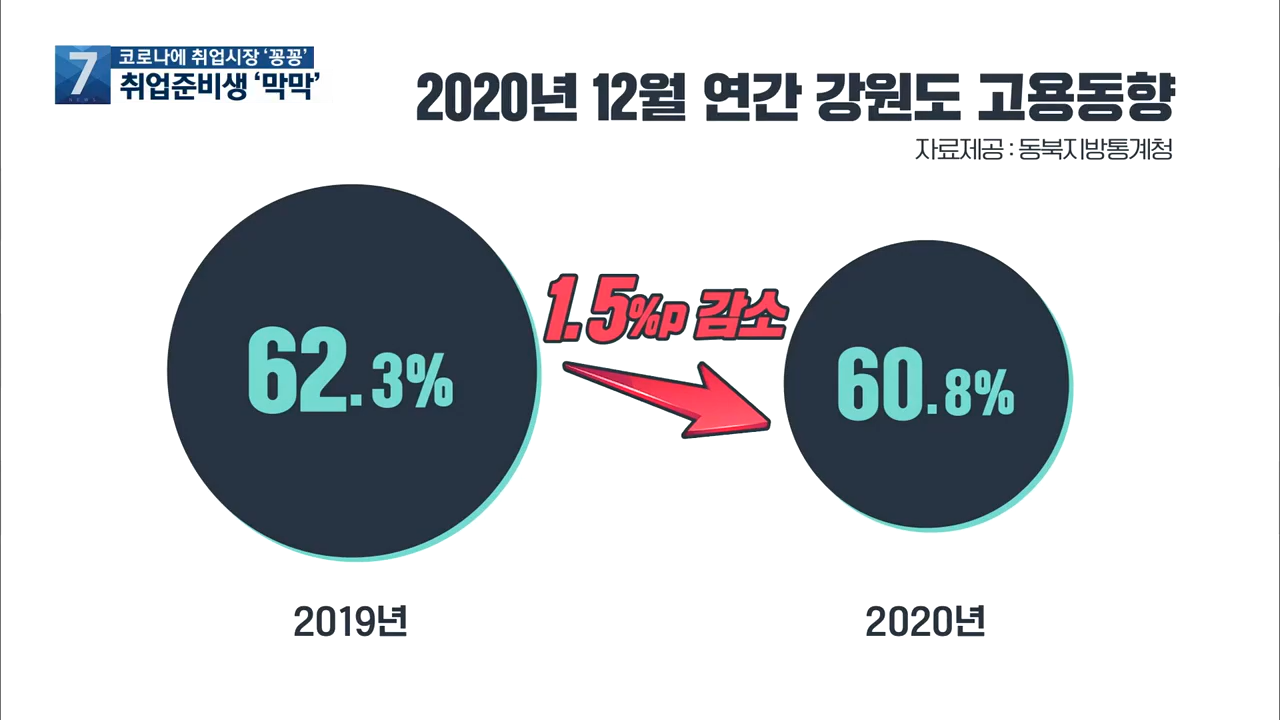 7
NEWS
코로나에 취업시장 ‘꽁꽁’
취업준비생 ‘막막’
2020년 12월 연간 강원도 고용동향
자료제공 : 동북지방통계청
62.3%
1.5%p 감소
60.8%
2019년
2020년